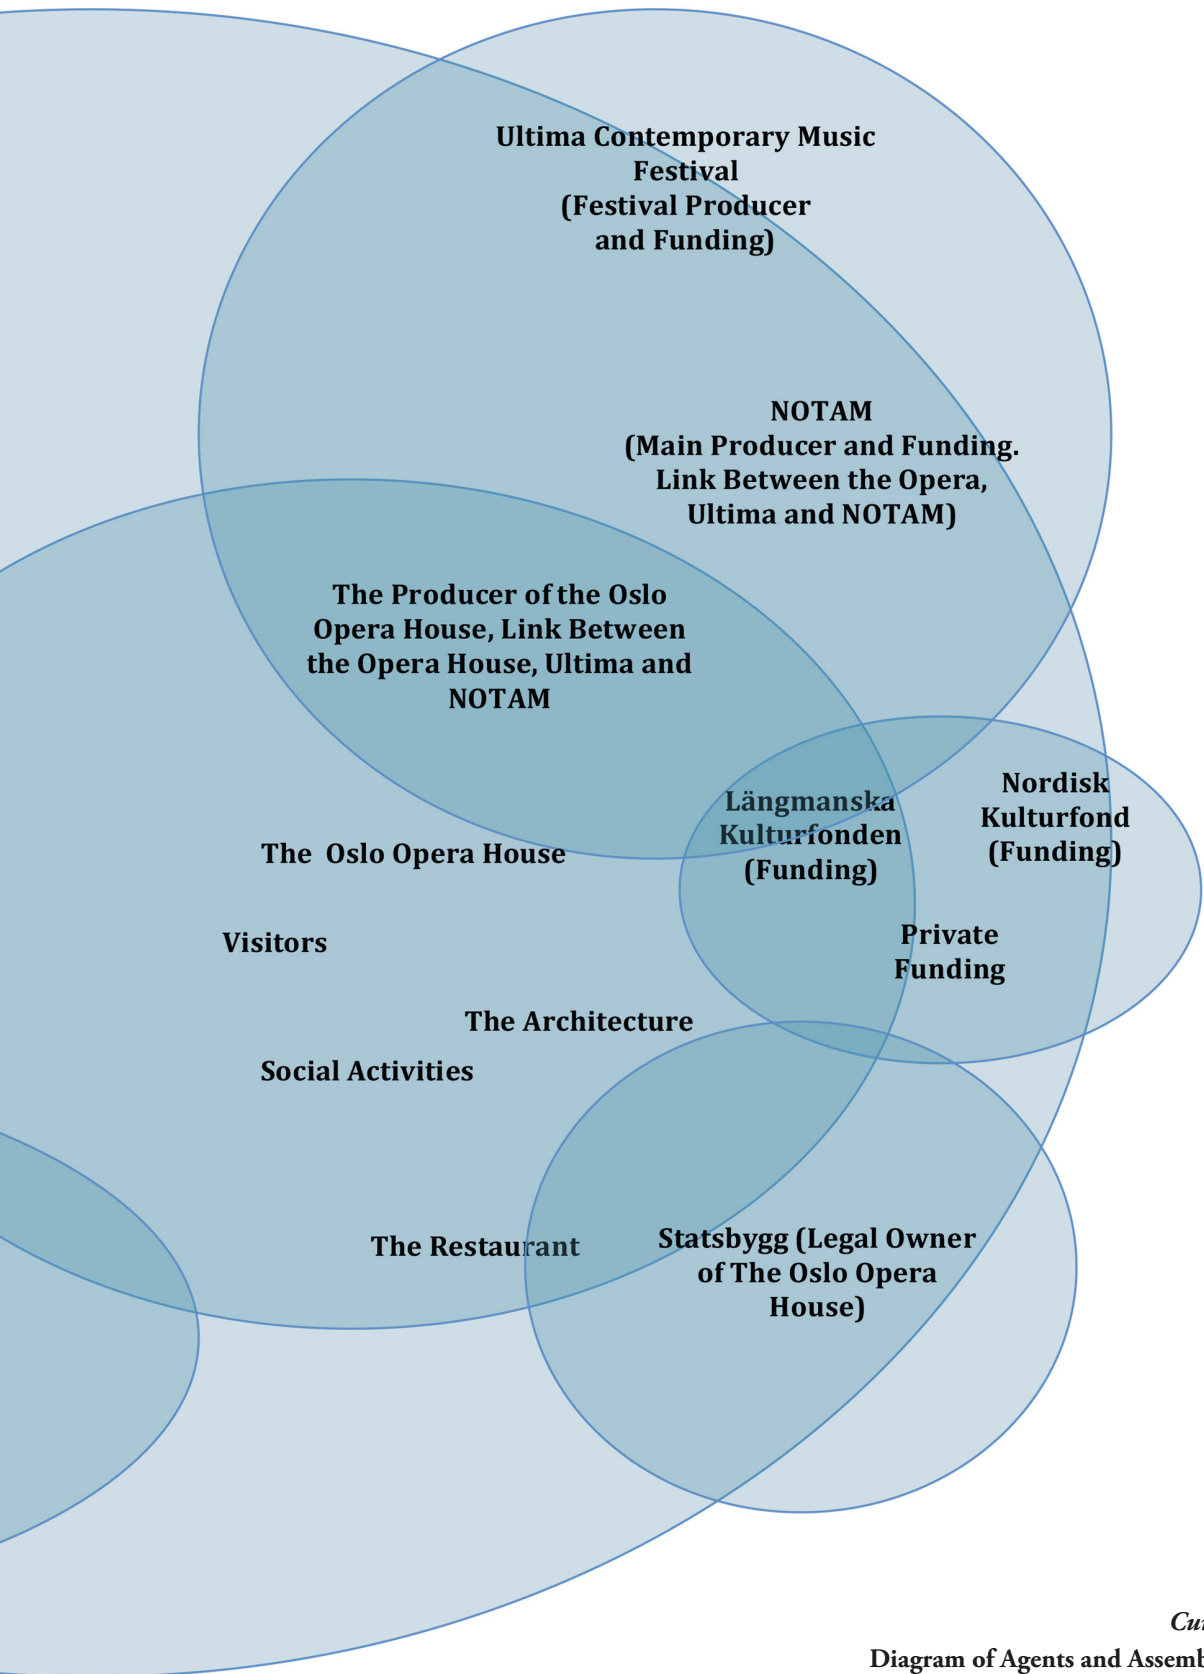 Ultima Contemporary Music
Festival
(Festival Producer
and Funding)
NOTAM
(Main Producer and Funding.
Link Between the Opera,
Ultima and NOTAM)
The Producer of the Oslo
Opera House, Link Between
the Opera House, Ultima and
NOTAM
Längmanska
Kulturfonden
(Funding)
Nordisk
Kulturfond
(Funding)
The Oslo Opera House
Private
Funding
Visitors
The Architecture
Social Activities
The Restaurant
Statsbygg (Legal Owner
of The Oslo Opera
House)
Diagram of Agents and